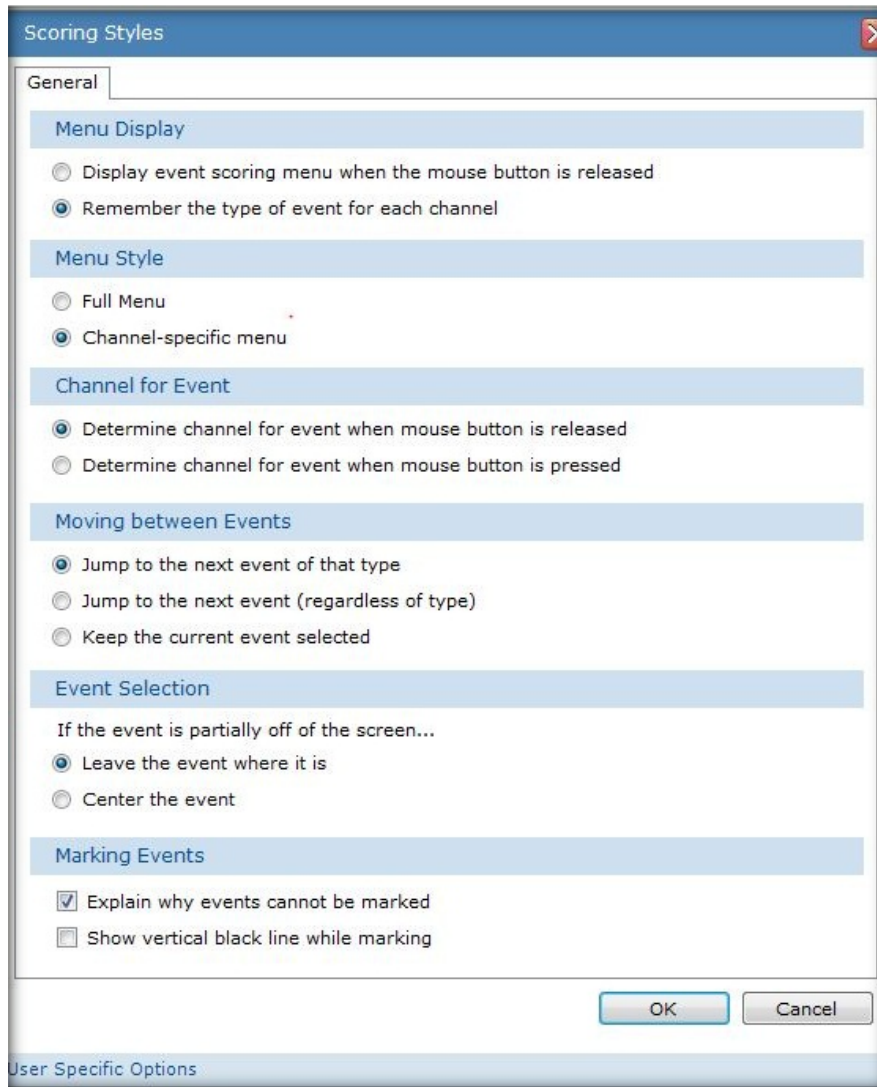 Scoring Styles
General
Menu Display
Display event scoring menu when the mouse button is released
Remember the type of event for each channel
Menu Style
Full Menu
Channel-specific menu
Channel for Event
Determine channel for event when mouse button is released
Determine channel for event when mouse button is pressed
Moving between Events
Jump to the next event of that type
Jump to the next event (regardless of type)
Keep the current event selected
Event Selection
If the event is partially off of the screen...
Leave the event where it is
Center the event
Marking Events
Explain why events cannot be marked
Show vertical black line while marking
OK Cancel
User Specific Options